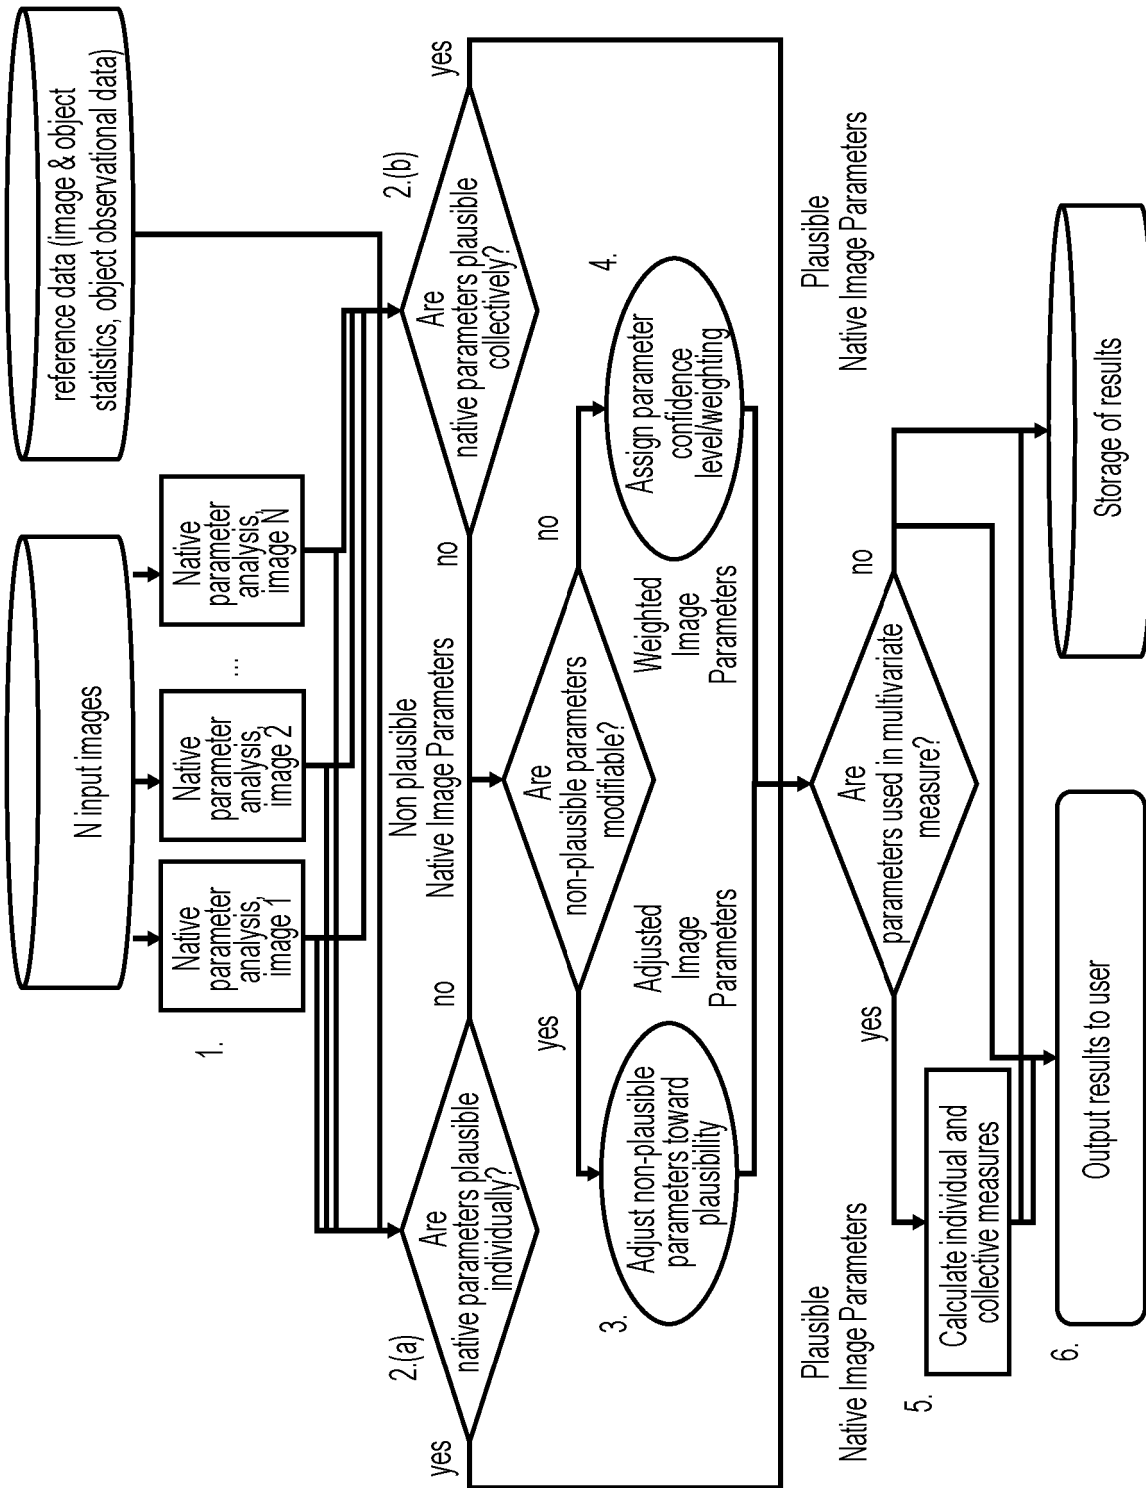 N input images
reference data (image & object
statistics, object observational data)
1.
Native
parameter
analysis,
image 1
Native
parameter
analysis,
image 2
...
Native
parameter
analysis,
image N
2.(a)
Are
native parameters plausible
individually?
yes
no
Non plausible
Native Image Parameters
2.(b)
Are
native parameters plausible
collectively?
no
yes
Are
non-plausible parameters
modifiable?
yes
no
3.
Adjust non-plausible
parameters toward
plausibility
Adjusted
Image
Parameters
Weighted
Image
Parameters
4.
Assign parameter
confidence
level/weighting
Plausible
Native Image Parameters
Plausible
Native Image Parameters
Are
parameters used in multivariate
measure?
yes
no
5.
Calculate individual and
collective measures
6.
Output results to user
Storage of results